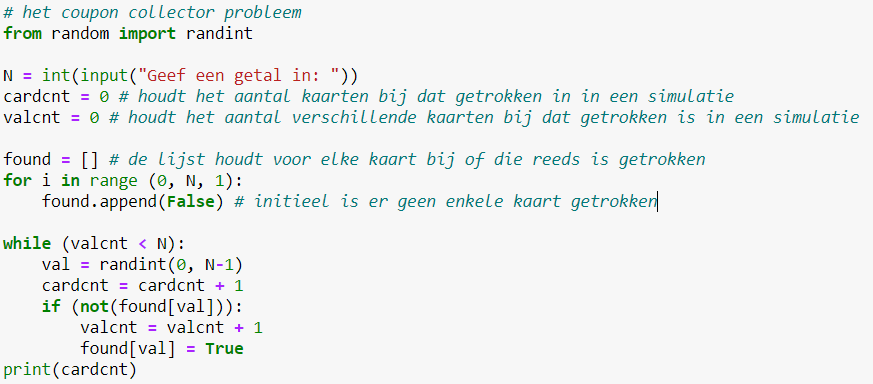 # het coupon collector probleem
from random import randint

N = int(input("Geef een getal in: "))
cardcnt = 0 # houdt het aantal kaarten bij dat getrokken in in een simulatie
valcnt = 0 # houdt het aantal verschillende kaarten bij dat getrokken is in een simulatie

found = [] # de lijst houdt voor elke kaart bij of die reeds is getrokken
for i in range (0, N, 1):
    found.append(False) # initieel is er geen enkele kaart getrokken

while (valcnt < N):
    val = randint(0, N-1)
    cardcnt = cardcnt + 1
    if (not(found[val])):
        valcnt = valcnt + 1
        found[val] = True
print(cardcnt)